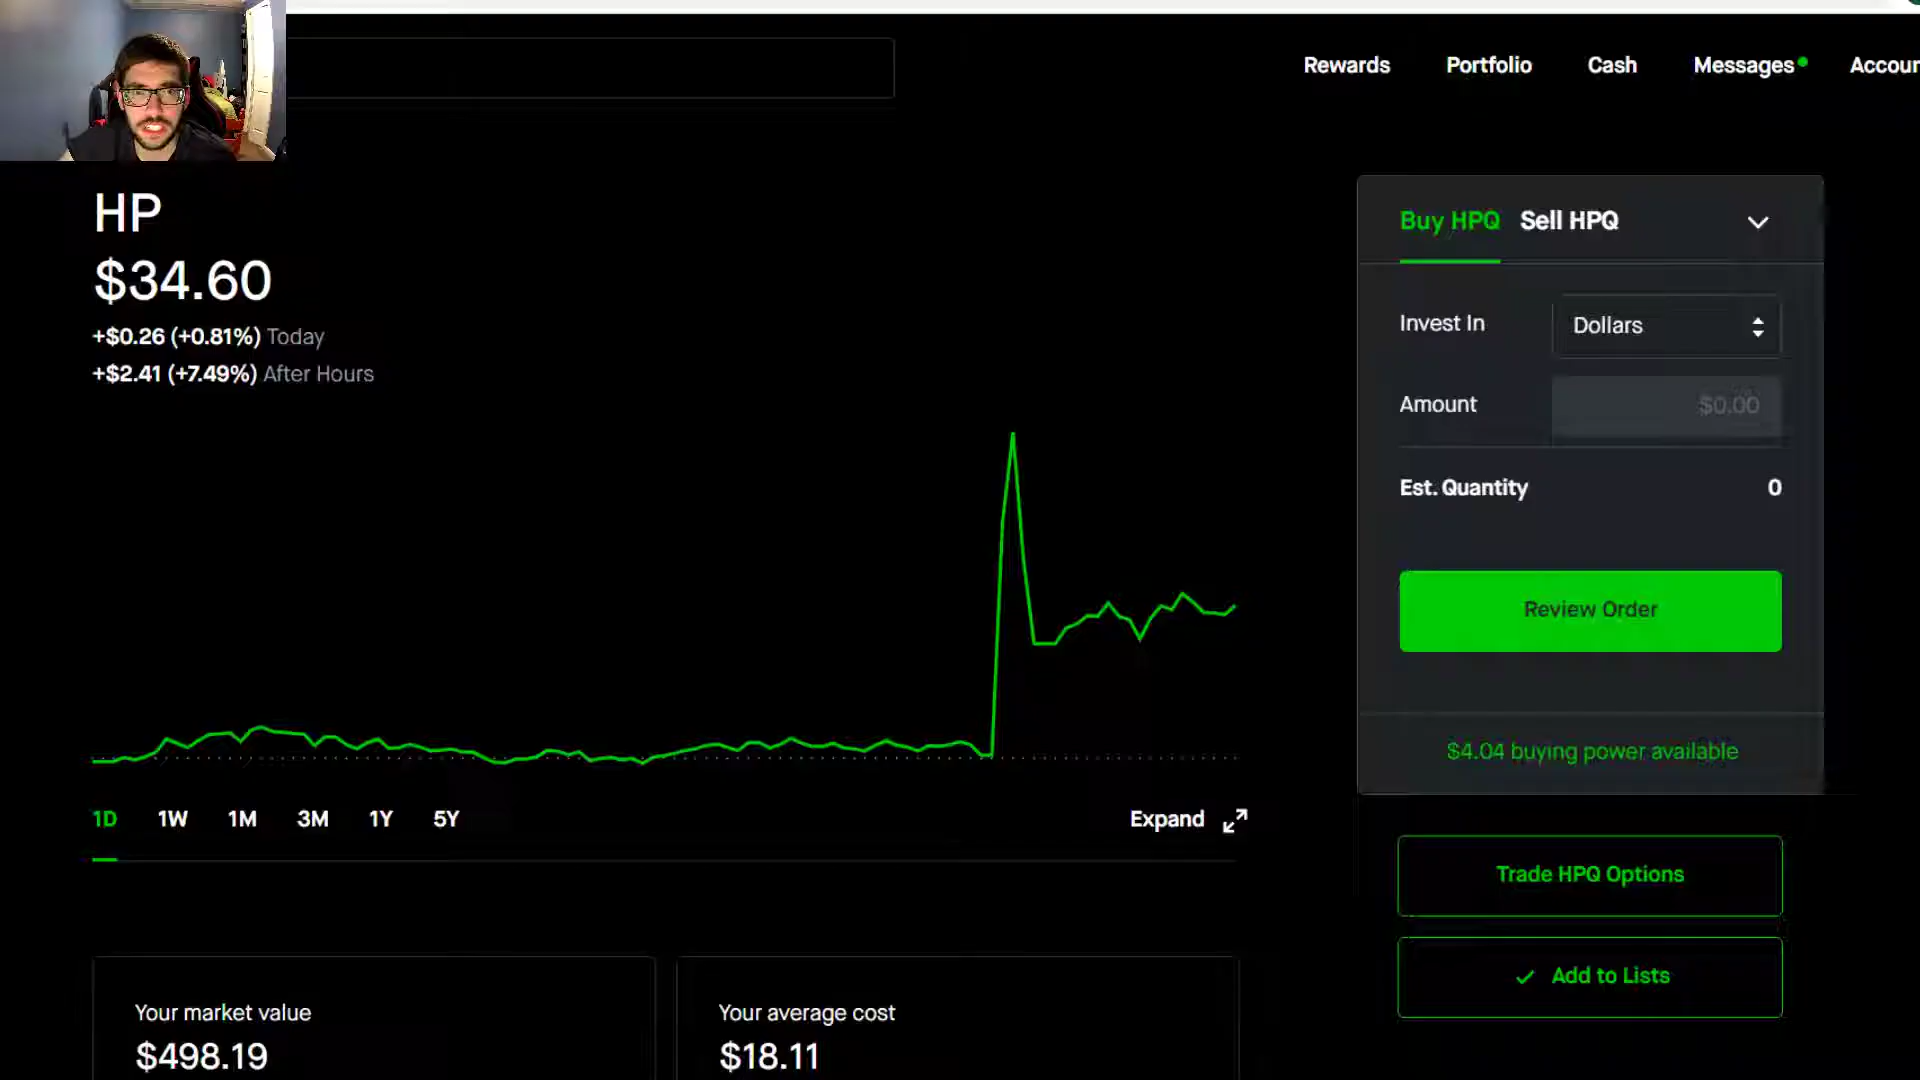 Rewards Portfolio Cash Messages Accoun
HP
$34.60
+$0.26 (+0.81%) Today
+$2.41 (+7.49%) After Hours
Buy HPQ Sell HPQ
Invest In Dollars
Amount $0.00
Est. Quantity 0
Review Order
$4.04 buying power available
1D 1W 1M 3M 1Y 5Y Expand
Trade HPQ Options
Add to Lists
Your market value
$498.19
Your average cost
$18.11